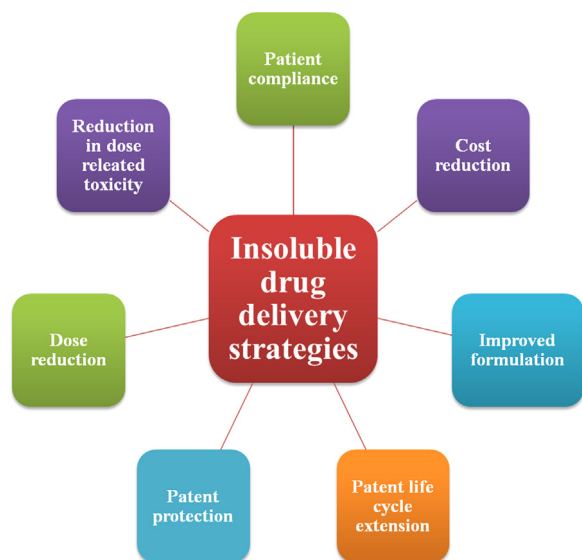 Patient
compliance
Reduction
in dose
releated
toxicity
Cost
reduction
Insoluble
drug
delivery
strategies
Dose
reduction
Improved
formulation
Patent
protection
Patent life
cycle
extension